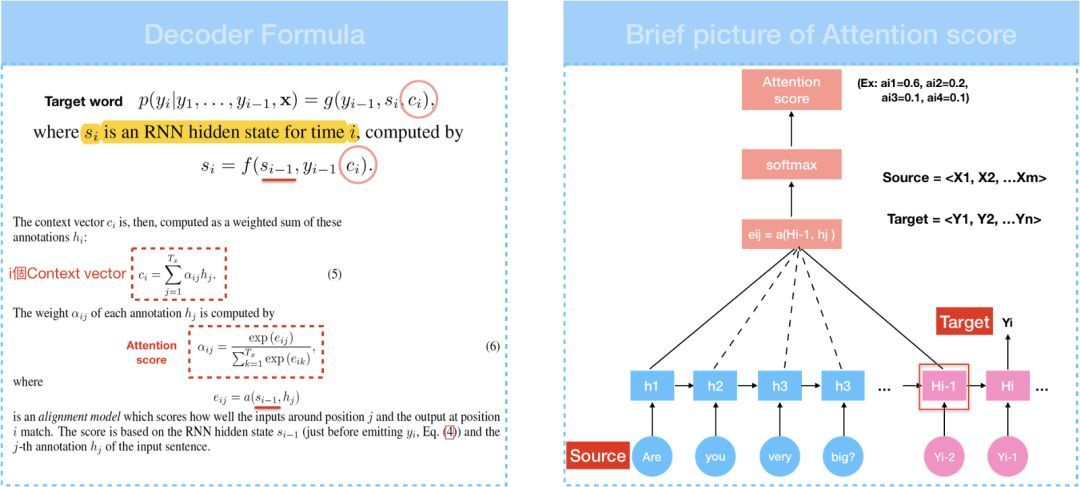 Decoder Formula
Target word p(y_i|y_1, . . . , y_{i−1}, x) = g(y_{i−1}, s_i, c_i),
where s_i is an RNN hidden state for time i, computed by
s_i = f(s_{i−1}, y_{i−1}, c_i).
The context vector c_i is, then, computed as a weighted sum of these
annotations h_i:
i個Context vector c_i = \sum_{j=1}^{T_x} α_{ij} h_j. (5)
The weight α_{ij} of each annotation h_j is computed by
Attention
score
α_{ij} = \frac{exp(e_{ij})}{\sum_{k=1}^{T_x} exp(e_{ik})}, (6)
where
e_{ij} = a(s_{i−1}, h_j)
is an alignment model which scores how well the inputs around position j and the output at position
i match. The score is based on the RNN hidden state s_{i−1} (just before emitting y_i, Eq. (4)) and the
j-th annotation h_j of the input sentence.
Brief picture of Attention score
Attention
score
(Ex: ai1=0.6, ai2=0.2,
ai3=0.1, ai4=0.1)
softmax
Source = <X1, X2, ...Xm>
Target = <Y1, Y2, ...Yn>
eij = a(Hi-1, hj )
Target Yi
h1 h2 h3 h3 ... Hi-1 Hi ...
Source Are you very big? Yi-2 Yi-1